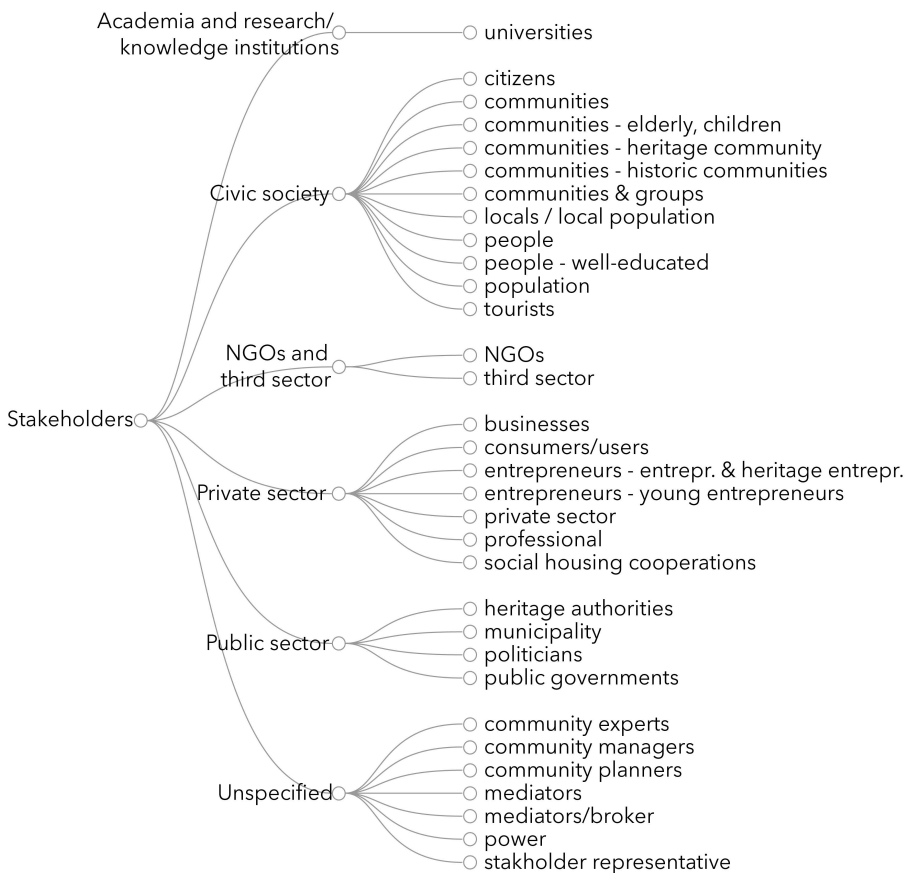 Academia and research/
knowledge institutions
universities
Civic society
citizens
communities
communities - elderly, children
communities - heritage community
communities - historic communities
communities & groups
locals / local population
people
people - well-educated
population
tourists
NGOs and
third sector
NGOs
third sector
Stakeholders
Private sector
businesses
consumers/users
entrepreneurs - entrepr. & heritage entrepr.
entrepreneurs - young entrepreneurs
private sector
professional
social housing cooperations
Public sector
heritage authorities
municipality
politicians
public governments
Unspecified
community experts
community managers
community planners
mediators
mediators/broker
power
stakholder representative